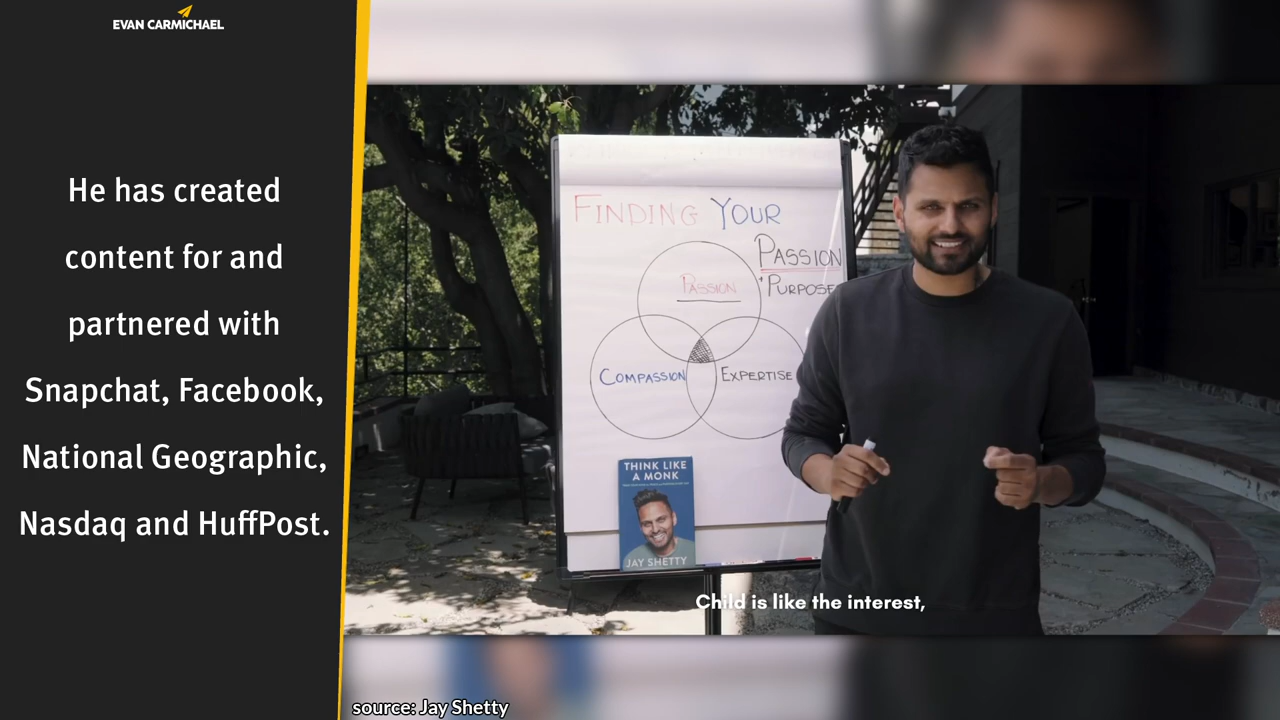 EVAN CARMICHAEL
He has created
content for and
partnered with
Snapchat, Facebook,
National Geographic,
Nasdaq and HuffPost.
FINDING YOUR
PASSION
+PURPOSE
PASSION
COMPASSION
EXPERTISE
THINK LIKE
A MONK
JAY SHETTY
Child is like the interest,
source: Jay Shetty